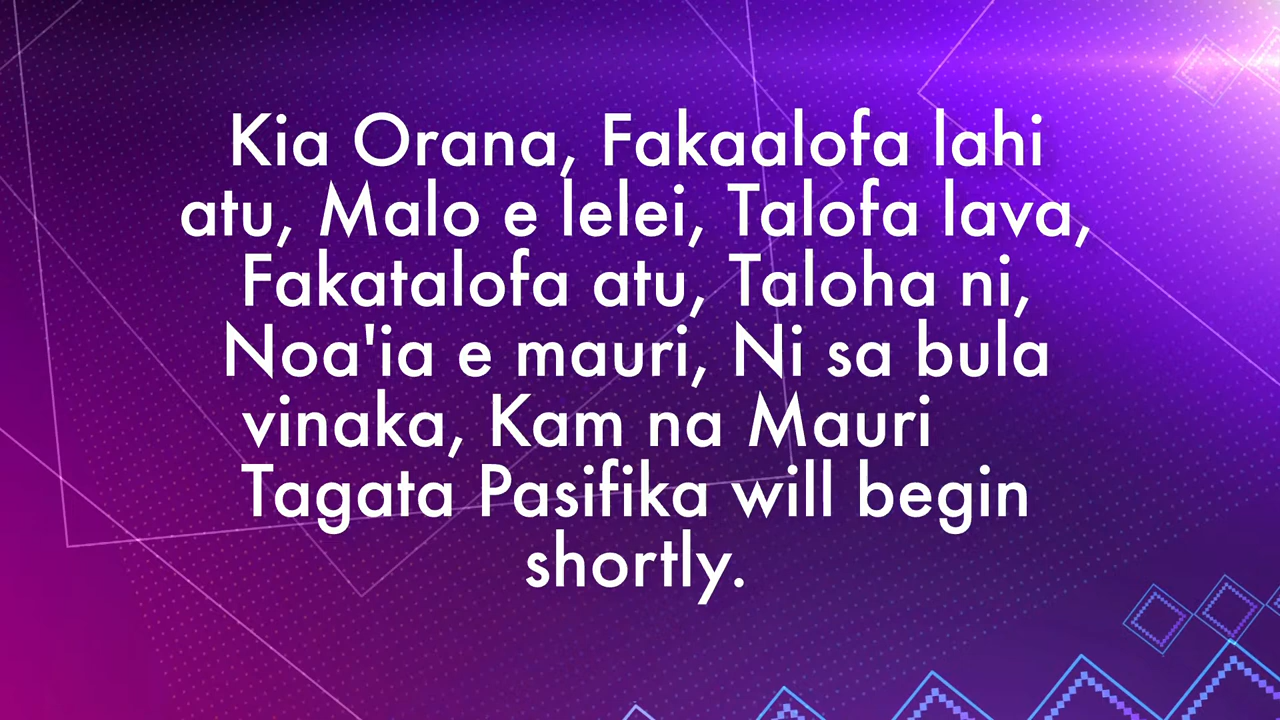 Kia Orana, Fakaalofa lahi
atu, Malo e lelei, Talofa lava,
Fakatalofa atu, Taloha ni,
Noa'ia e mauri, Ni sa bula
vinaka, Kam na Mauri
Tagata Pasifika will begin
shortly.